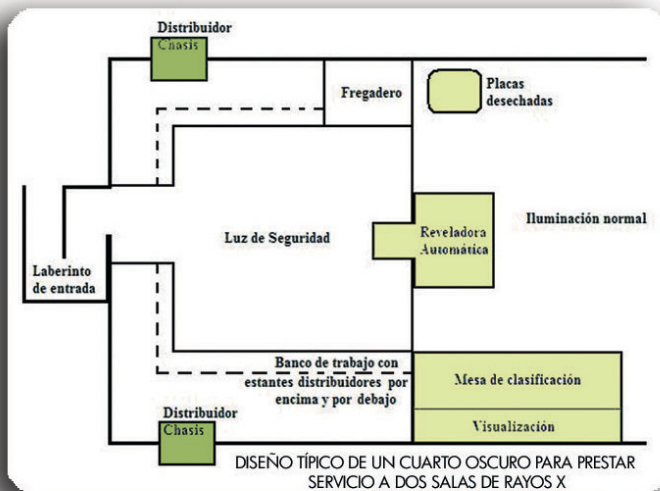 Distribuidor
Chasis
Fregadero
Placas
desechadas
Luz de Seguridad
Reveladora
Automática
Iluminación normal
Laberinto
de entrada
Banco de trabajo con
estantes distribuidores por
encima y por debajo
Mesa de clasificación
Visualización
Distribuidor
Chasis
DISEÑO TÍPICO DE UN CUARTO OSCURO PARA PRESTAR
SERVICIO A DOS SALAS DE RAYOS X